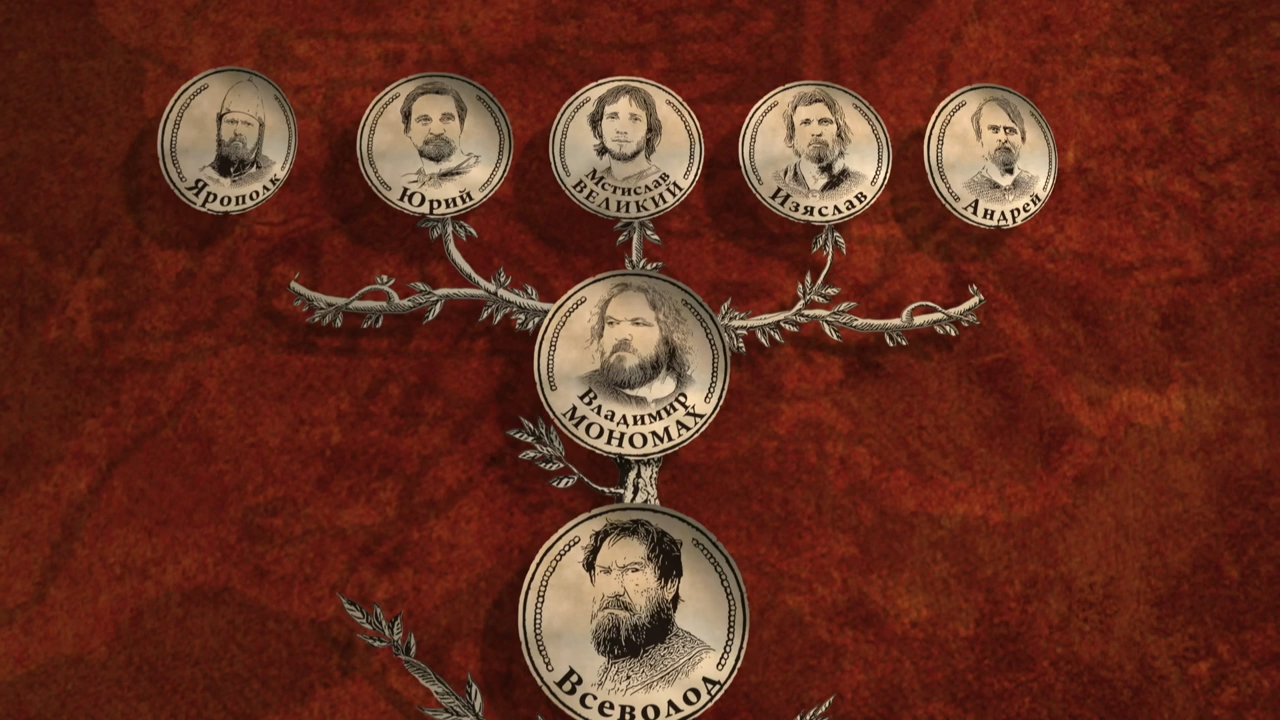 Ярополк
Юрий
Мстислав
ВЕЛИКИЙ
Изяслав
Андрей
Владимир
МОНОМАХ
Всеволод